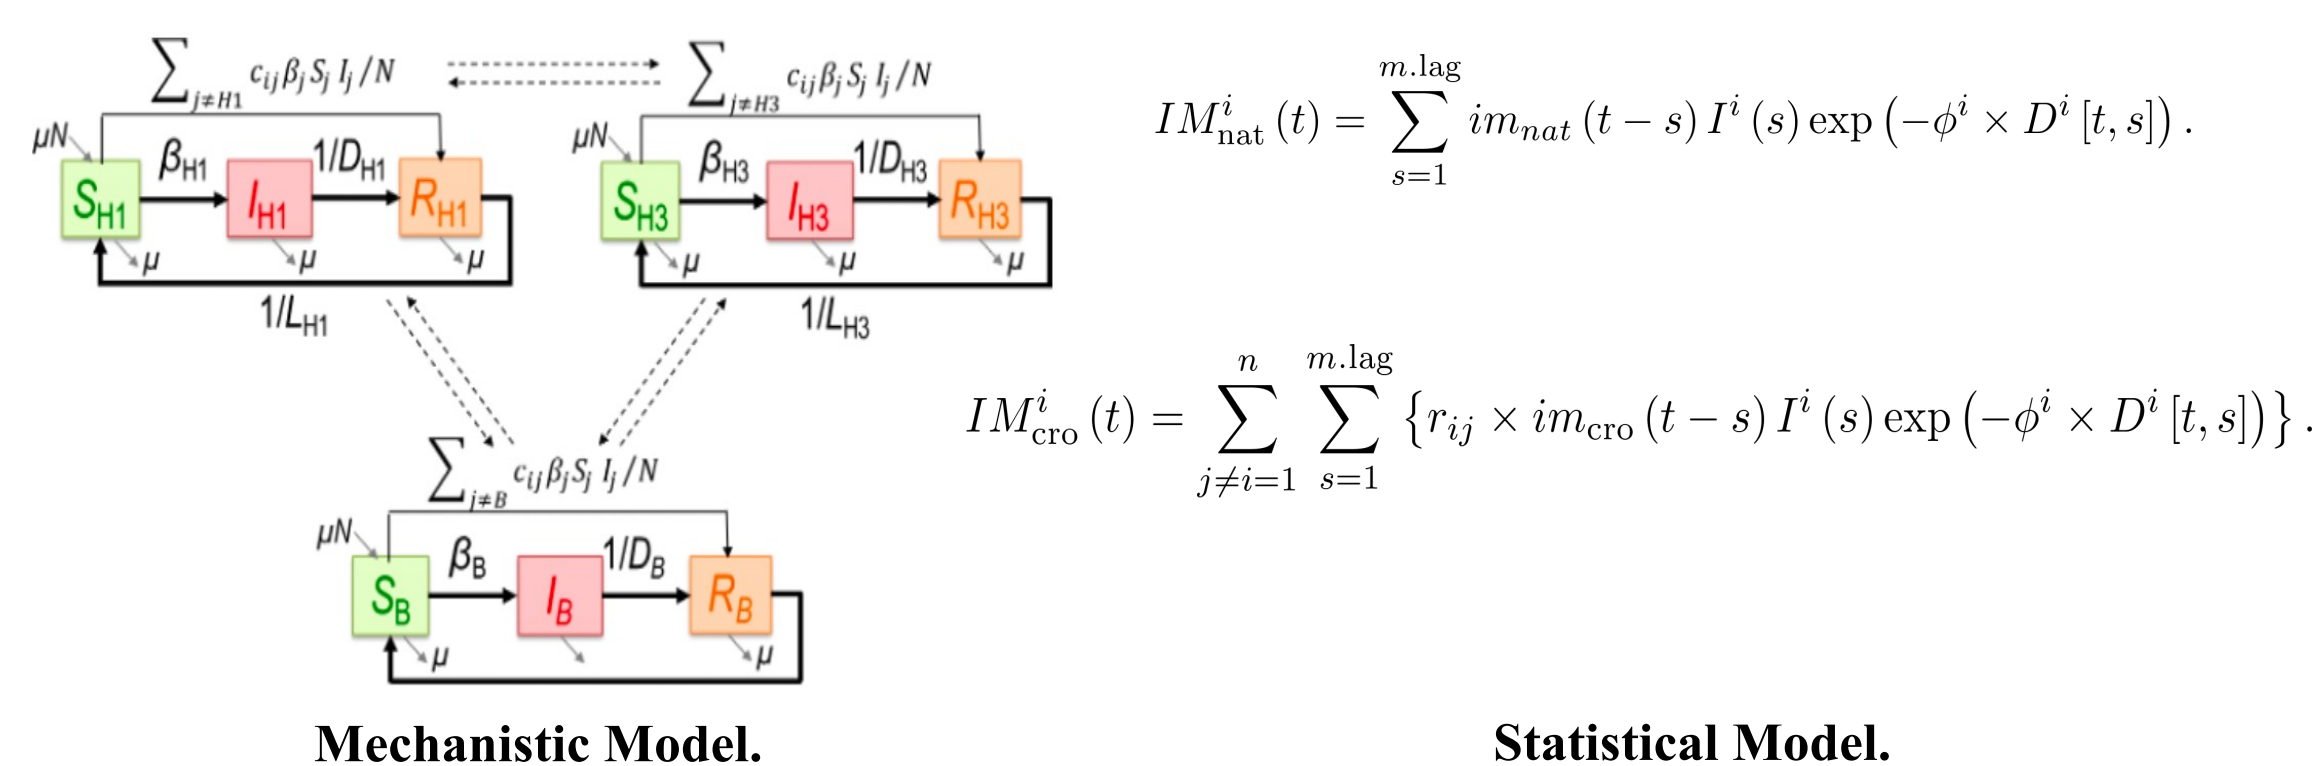 ∑_{j≠H1} c_{ij} β_j S_j I_j /N
∑_{j≠H3} c_{ij} β_j S_j I_j /N
μN β_{H1} 1/D_{H1}
S_{H1} I_{H1} R_{H1}
μ μ μ
1/L_{H1}
μN β_{H3} 1/D_{H3}
S_{H3} I_{H3} R_{H3}
μ μ μ
1/L_{H3}
∑_{j≠B} c_{ij} β_j S_j I_j /N
μN β_B 1/D_B
S_B I_B R_B
μ μ
Mechanistic Model.
IM^i_{nat} (t) = ∑_{s=1}^{m.lag} im_{nat} (t − s) I^i (s) exp (−ϕ^i × D^i [t, s]) .
IM^i_{cro} (t) = ∑_{j≠i=1}^{n} ∑_{s=1}^{m.lag} {r_{ij} × im_{cro} (t − s) I^i (s) exp (−ϕ^i × D^i [t, s])} .
Statistical Model.